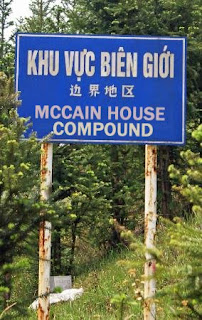 KHU VỰC BIÊN GIỚI
边界地区
MCCAIN HOUSE
COMPOUND